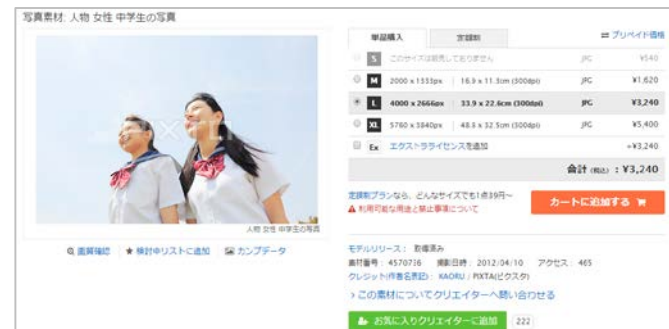 写真素材: 人物 女性 中学生の写真
人物 女性 中学生の写真
画質確認 ★ 検討中リストに追加 カンプデータ
単品購入 定額制 プリペイド価格
S このサイズは販売しておりません JPG ¥540
M 2000 x 1333px 16.9 x 11.3cm (300dpi) JPG ¥1,620
L 4000 x 2666px 33.9 x 22.6cm (300dpi) JPG ¥3,240
XL 5760 x 3840px 48.8 x 32.5cm (300dpi) JPG ¥5,400
Ex エクストラライセンスを追加 +¥3,240
合計 (税込) : ¥3,240
定額制プランなら、どんなサイズでも1点39円~
利用可能な用途と禁止事項について
カートに追加する
モデルリリース : 取得済み
素材番号 : 4570736 撮影日時 : 2012/04/10 アクセス : 465
クレジット(作者名表記) : KAORU / PIXTA(ピクスタ)
> この素材についてクリエイターへ問い合わせる
お気に入りクリエイターに追加 222